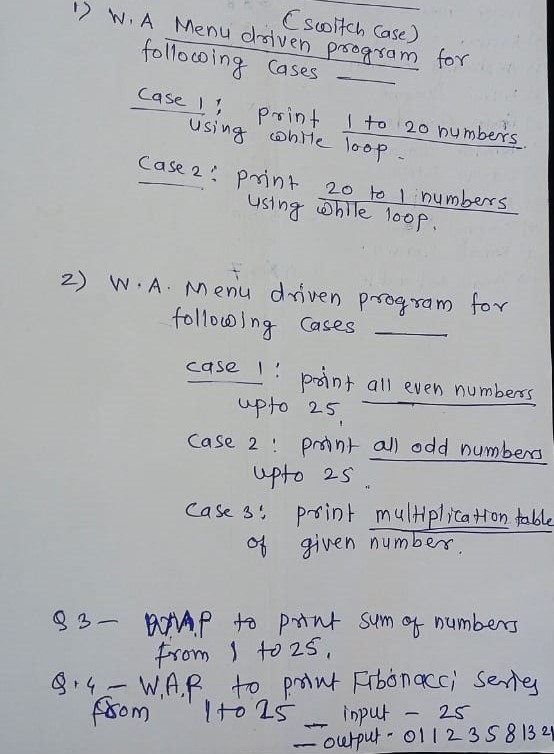 (switch case)
1) W.A Menu driven program for
following cases
Case 1: print 1 to 20 numbers
using while loop.
Case 2: print 20 to 1 numbers
using while loop.
2) W.A. Menu driven program for
following cases
case 1: print all even numbers
upto 25,
case 2: print all odd numbers
upto 25.
Case 3: print multiplication table
of given number.
Q 3 - WAP to print sum of numbers
from 1 to 25.
Q.4 - W.A.P. to print Fibonacci series
from 1 to 25 - input - 25
- output - 0 1 1 2 3 5 8 13 21